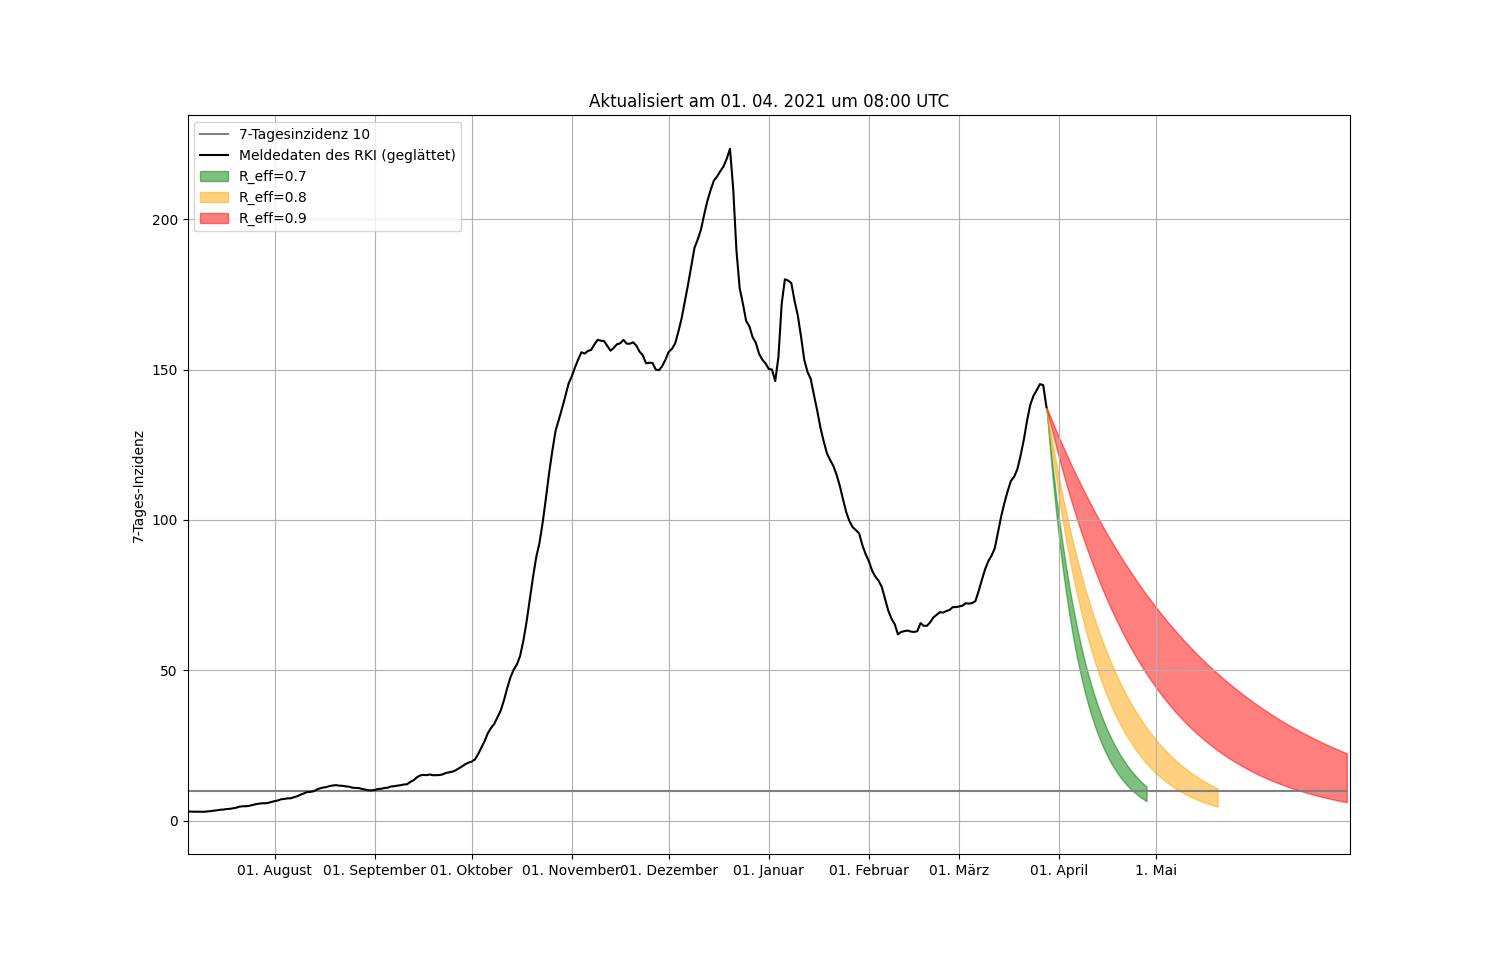 Aktualisiert am 01. 04. 2021 um 08:00 UTC
7-Tagesinzidenz 10
Meldedaten des RKI (geglättet)
R_eff=0.7
R_eff=0.8
R_eff=0.9
7-Tages-Inzidenz
200
150
100
50
0
01. August 01. September 01. Oktober 01. November 01. Dezember 01. Januar 01. Februar 01. März 01. April 1. Mai